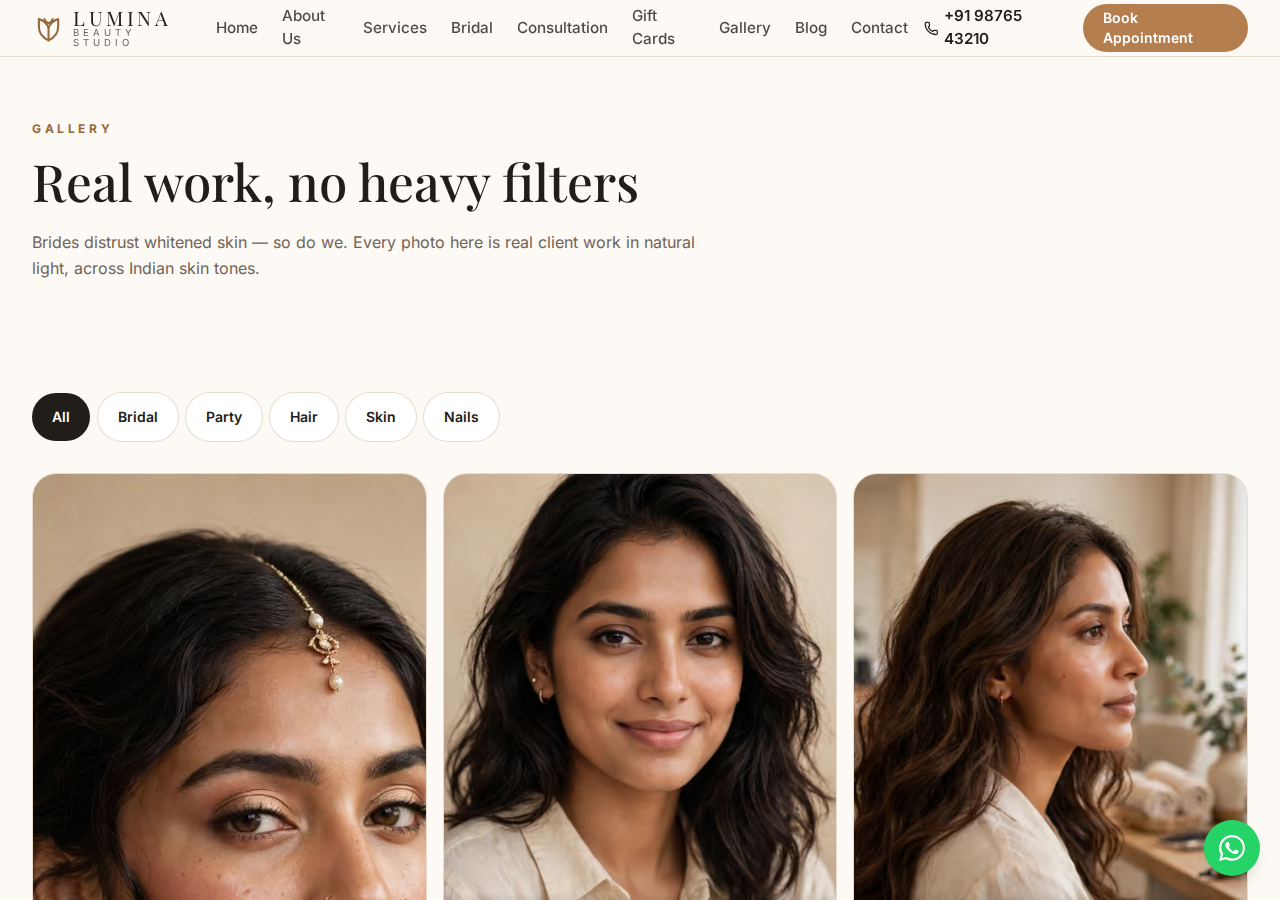 LUMINA
BEAUTY
STUDIO
Home
About
Us
Services
Bridal
Consultation
Gift
Cards
Gallery
Blog
Contact
+91 98765
43210
Book
Appointment
GALLERY
Real work, no heavy filters
Brides distrust whitened skin — so do we. Every photo here is real client work in natural
light, across Indian skin tones.
All
Bridal
Party
Hair
Skin
Nails